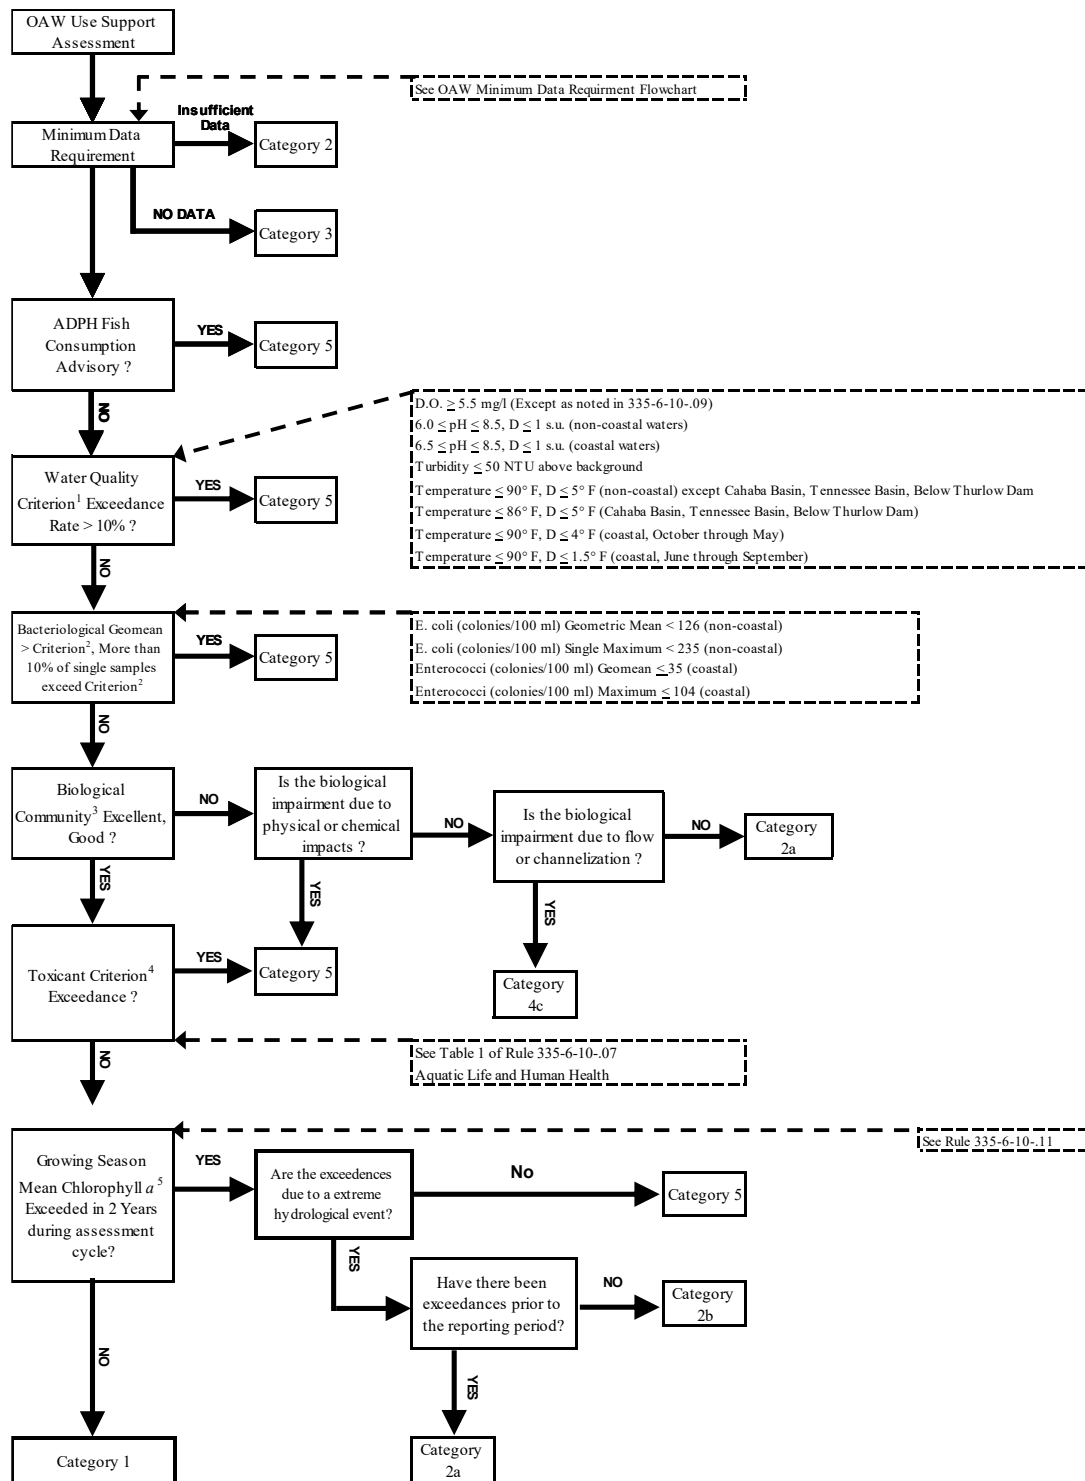 OAW Use Support
Assessment
See OAW Minimum Data Requirment Flowchart
Insufficient
Data
Minimum Data
Requirement
Category 2
NO DATA
Category 3
ADPH Fish
Consumption
Advisory ?
YES
Category 5
NO
D.O. ≥ 5.5 mg/l (Except as noted in 335-6-10-.09)
6.0 ≤ pH ≤ 8.5, D ≤ 1 s.u. (non-coastal waters)
6.5 ≤ pH ≤ 8.5, D ≤ 1 s.u. (coastal waters)
Turbidity ≤ 50 NTU above background
Temperature ≤ 90° F, D ≤ 5° F (non-coastal) except Cahaba Basin, Tennessee Basin, Below Thurlow Dam
Temperature ≤ 86° F, D ≤ 5° F (Cahaba Basin, Tennessee Basin, Below Thurlow Dam)
Temperature ≤ 90° F, D ≤ 4° F (coastal, October through May)
Temperature ≤ 90° F, D ≤ 1.5° F (coastal, June through September)
Water Quality
Criterion¹ Exceedance
Rate > 10% ?
YES
Category 5
NO
Bacteriological Geomean
> Criterion², More than
10% of single samples
exceed Criterion²
YES
Category 5
E. coli (colonies/100 ml) Geometric Mean < 126 (non-coastal)
E. coli (colonies/100 ml) Single Maximum < 235 (non-coastal)
Enterococci (colonies/100 ml) Geomean ≤ 35 (coastal)
Enterococci (colonies/100 ml) Maximum ≤ 104 (coastal)
NO
Biological
Community³ Excellent,
Good ?
NO
Is the biological
impairment due to
physical or chemical
impacts ?
NO
Is the biological
impairment due to flow
or channelization ?
NO
Category
2a
YES
YES
YES
Toxicant Criterion⁴
Exceedance ?
YES
Category 5
Category
4c
NO
See Table 1 of Rule 335-6-10-.07
Aquatic Life and Human Health
See Rule 335-6-10-.11
Growing Season
Mean Chlorophyll a⁵
Exceeded in 2 Years
during assessment
cycle?
YES
Are the exceedences
due to a extreme
hydrological event?
No
Category 5
YES
Have there been
exceedances prior to
the reporting period?
NO
Category
2b
NO
YES
Category 1
Category
2a